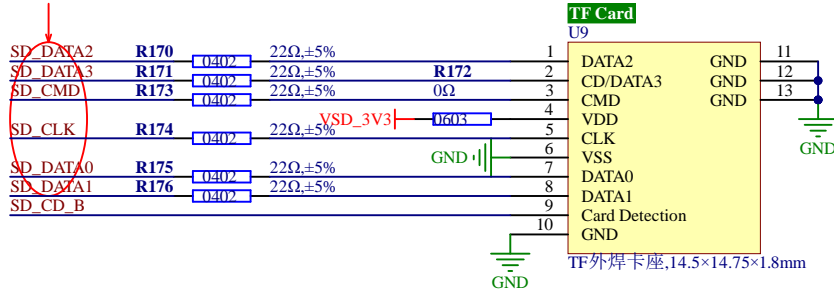 TF Card
U9
SD_DATA2 R170 0402 22Ω,±5% 1 DATA2 GND 11
SD_DATA3 R171 0402 22Ω,±5% R172 2 CD/DATA3 GND 12
SD_CMD R173 0402 22Ω,±5% 0Ω 3 CMD GND 13
VSD_3V3 0603 4 VDD
SD_CLK R174 0402 22Ω,±5% 5 CLK
GND 6 VSS
GND
SD_DATA0 R175 0402 22Ω,±5% 7 DATA0
SD_DATA1 R176 0402 22Ω,±5% 8 DATA1
SD_CD_B 9 Card Detection
10 GND
TF外焊卡座,14.5×14.75×1.8mm
GND